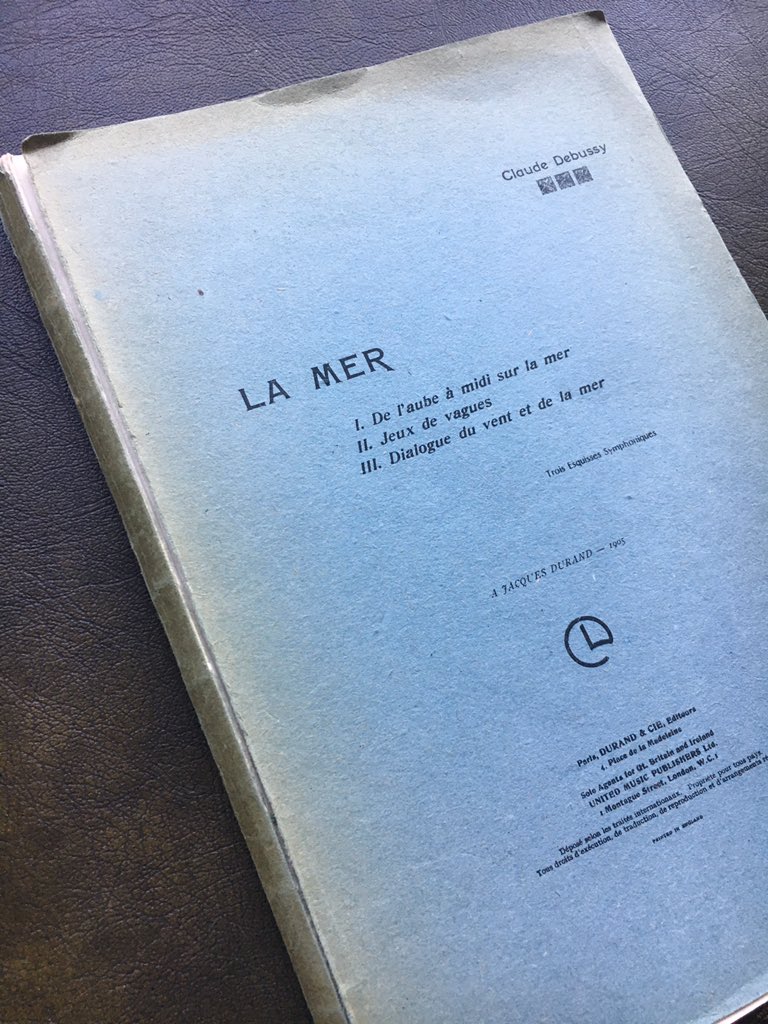 Claude Debussy
LA MER
I. De l'aube à midi sur la mer
II. Jeux de vagues
III. Dialogue du vent et de la mer
Trois Esquisses Symphoniques
A JACQUES DURAND — 1905
Paris, DURAND & CIE, Editeurs
4, Place de la Madeleine
Sole Agents for Gt. Britain and Ireland
UNITED MUSIC PUBLISHERS Ltd.
1 Montague Street, London, W.C.1
Déposé selon les traités internationaux. Propriété pour tous pays
Tous droits d'exécution, de traduction, de reproduction et d'arrangements
PRINTED IN ENGLAND